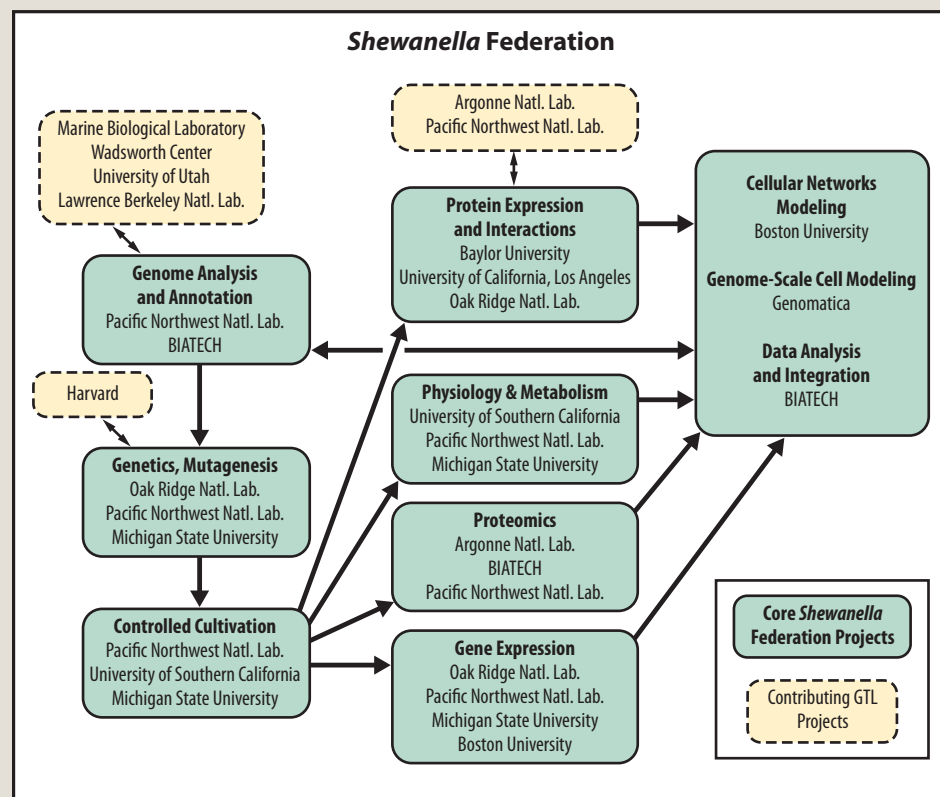 Shewanella Federation
Marine Biological Laboratory
Wadsworth Center
University of Utah
Lawrence Berkeley Natl. Lab.
Argonne Natl. Lab.
Pacific Northwest Natl. Lab.
Genome Analysis
and Annotation
Pacific Northwest Natl. Lab.
BIATECH
Harvard
Genetics, Mutagenesis
Oak Ridge Natl. Lab.
Pacific Northwest Natl. Lab.
Michigan State University
Controlled Cultivation
Pacific Northwest Natl. Lab.
University of Southern California
Michigan State University
Protein Expression
and Interactions
Baylor University
University of California, Los Angeles
Oak Ridge Natl. Lab.
Physiology & Metabolism
University of Southern California
Pacific Northwest Natl. Lab.
Michigan State University
Proteomics
Argonne Natl. Lab.
BIATECH
Pacific Northwest Natl. Lab.
Gene Expression
Oak Ridge Natl. Lab.
Pacific Northwest Natl. Lab.
Michigan State University
Boston University
Cellular Networks
Modeling
Boston University
Genome-Scale Cell Modeling
Genomatica
Data Analysis
and Integration
BIATECH
Core Shewanella
Federation Projects
Contributing GTL
Projects